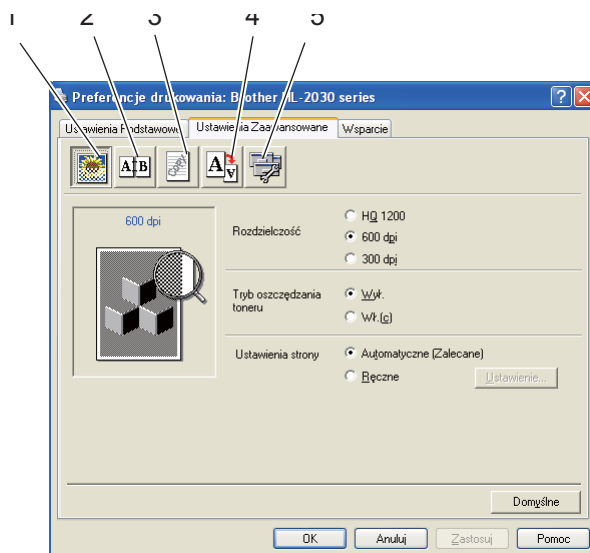 1 2 3 4 5
Preferencje drukowania: Brother HL-2030 series
Ustawienia Podstawowe Ustawienia Zaawansowane Wsparcie
600 dpi
Rozdzielczość
HQ 1200
600 dpi
300 dpi
Tryb oszczędzania
toneru
Wył.
Wł.(c)
Ustawienia strony
Automatyczne (Zalecane)
Ręczne
Ustawienie...
Domyślne
OK Anuluj Zastosuj Pomoc